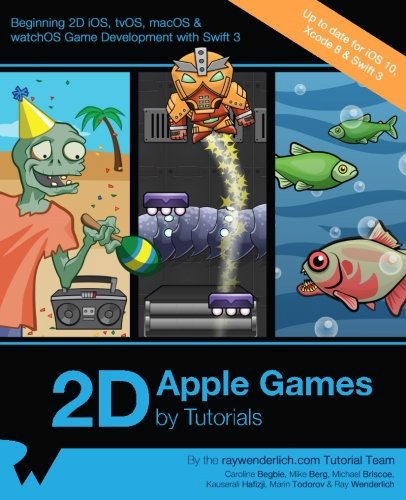 Beginning 2D iOS, tvOS, macOS &
watchOS Game Development with Swift 3
Up to date for iOS 10,
Xcode 8 & Swift 3
2D Apple Games
by Tutorials
By the raywenderlich.com Tutorial Team
Caroline Begbie, Mike Berg, Michael Briscoe,
Kauserali Hafizji, Marin Todorov & Ray Wenderlich